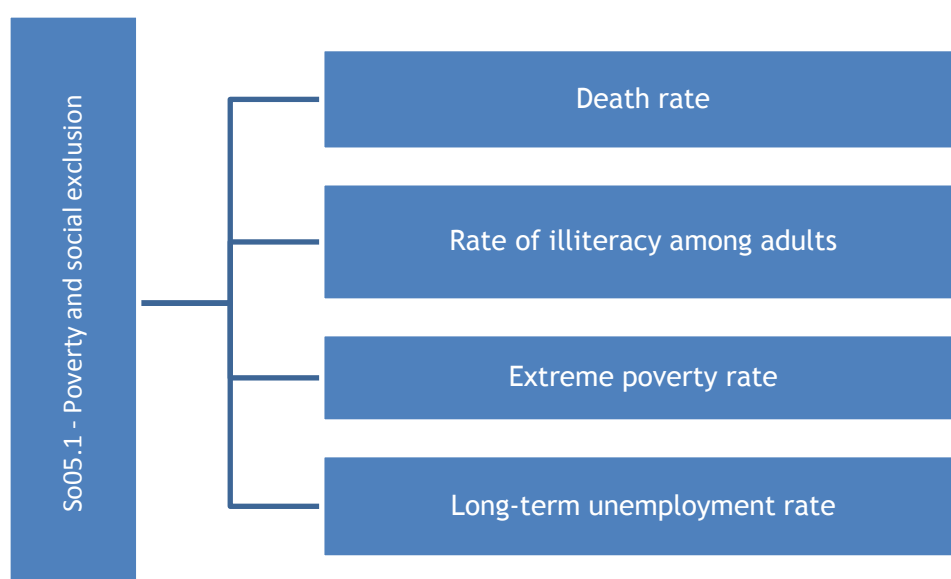 So05.1 - Poverty and social exclusion
Death rate
Rate of illiteracy among adults
Extreme poverty rate
Long-term unemployment rate